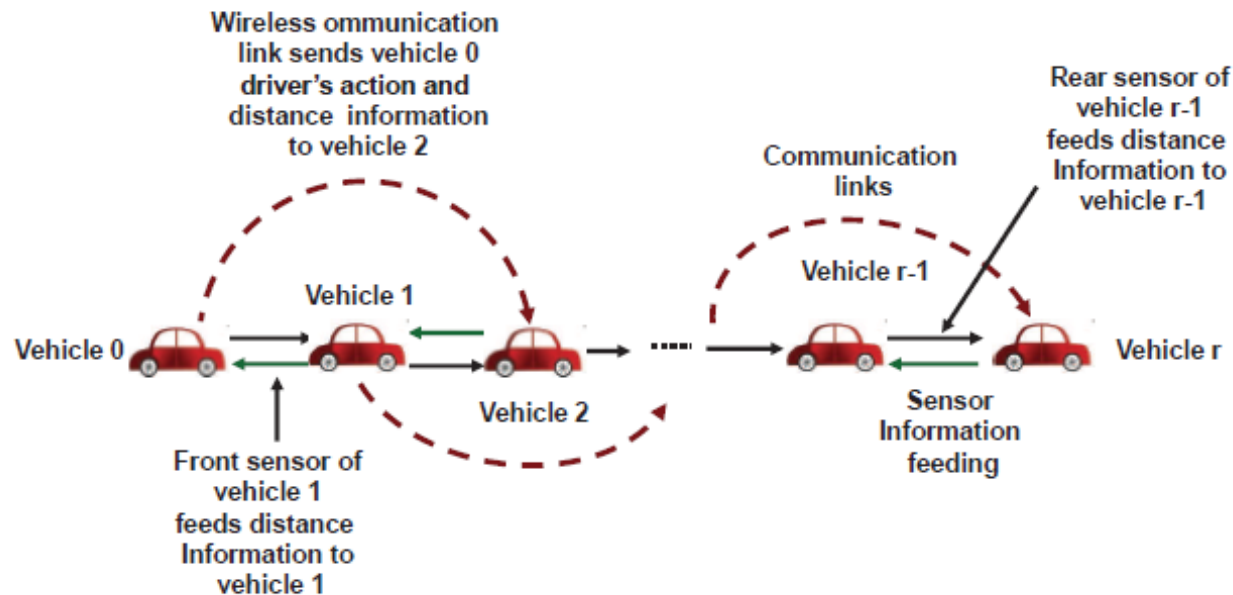 Wireless ommunication
link sends vehicle 0
driver's action and
distance information
to vehicle 2
Rear sensor of
vehicle r-1
feeds distance
Information to
vehicle r-1
Communication
links
Vehicle r-1
Vehicle 1
Vehicle 0
Vehicle r
Vehicle 2
Sensor
Information
feeding
Front sensor of
vehicle 1
feeds distance
Information to
vehicle 1